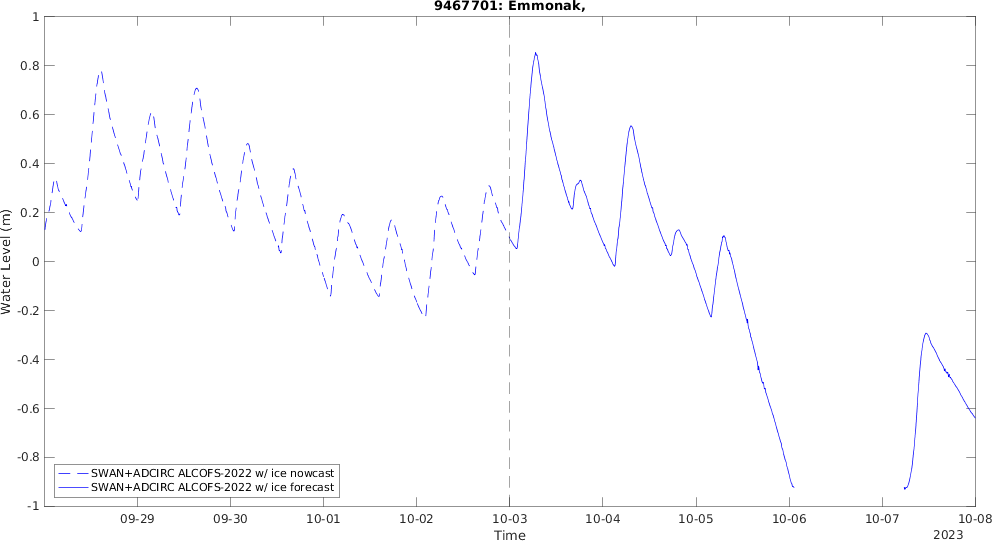 9467701: Emmonak,
1
0.8
0.6
0.4
0.2
0
-0.2
-0.4
-0.6
-0.8
-1
Water Level (m)
SWAN+ADCIRC ALCOFS-2022 w/ ice nowcast
SWAN+ADCIRC ALCOFS-2022 w/ ice forecast
09-29 09-30 10-01 10-02 10-03 10-04 10-05 10-06 10-07 10-08
Time
2023